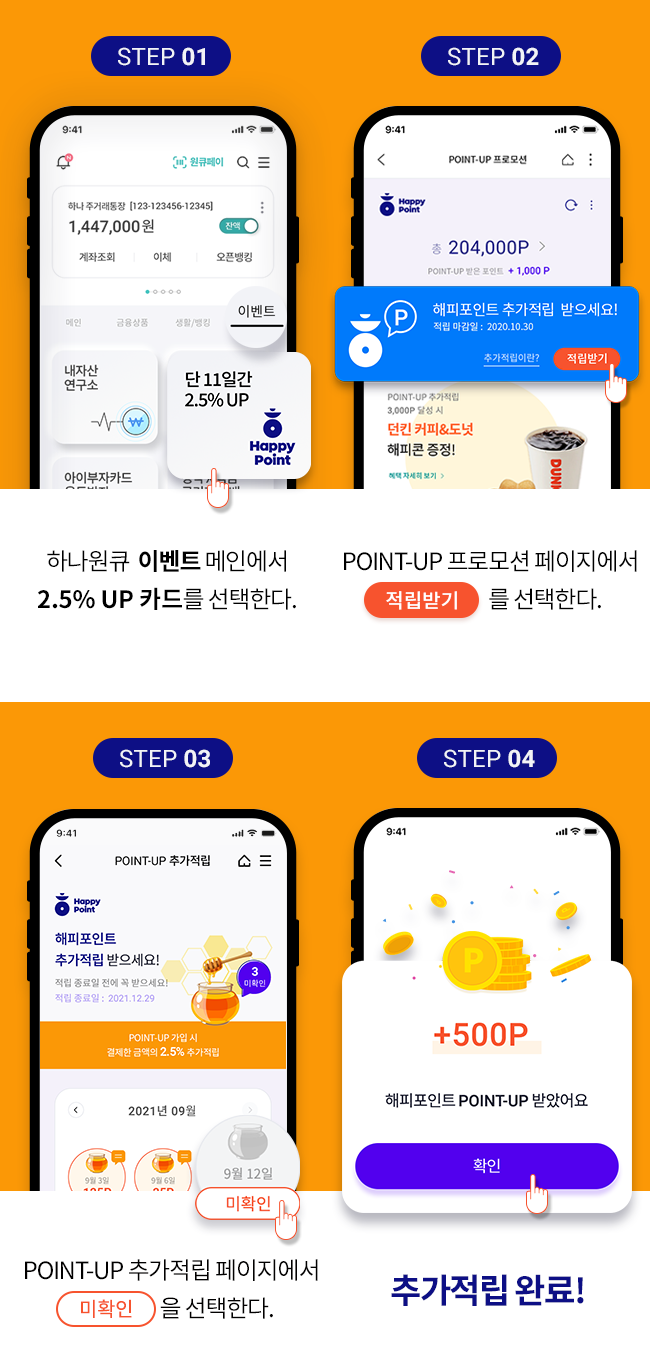 STEP 01
9:41
원큐페이
하나 주거래통장 [123-123456-12345]
1,447,000원
잔액
계좌조회 이체 오픈뱅킹
메인 금융상품 생활/뱅킹 이벤트
내자산
연구소
단 11일간
2.5% UP
Happy
Point
아이부자카드
하나원큐 이벤트 메인에서
2.5% UP 카드를 선택한다.
STEP 02
9:41
POINT-UP 프로모션
Happy
Point
총 204,000P
POINT-UP 받은 포인트 + 1,000 P
P
해피포인트 추가적립 받으세요!
적립 마감일 : 2020.10.30
추가적립이란? 적립받기
POINT-UP 추가적립
3,000P 달성 시
던킨 커피&도넛
해피콘 증정!
혜택 자세히 보기 >
DUNK
POINT-UP 프로모션 페이지에서
적립받기 를 선택한다.
STEP 03
9:41
POINT-UP 추가적립
Happy
Point
해피포인트
추가적립 받으세요!
적립 종료일 전에 꼭 받으세요!
적립 종료일 : 2021.12.29
3
미확인
POINT-UP 가입 시
결제한 금액의 2.5% 추가적립
2021년 09월
9월 3일 9월 6일 9월 12일
미확인
POINT-UP 추가적립 페이지에서
미확인 을 선택한다.
STEP 04
9:41
P
+500P
해피포인트 POINT-UP 받았어요
확인
추가적립 완료!